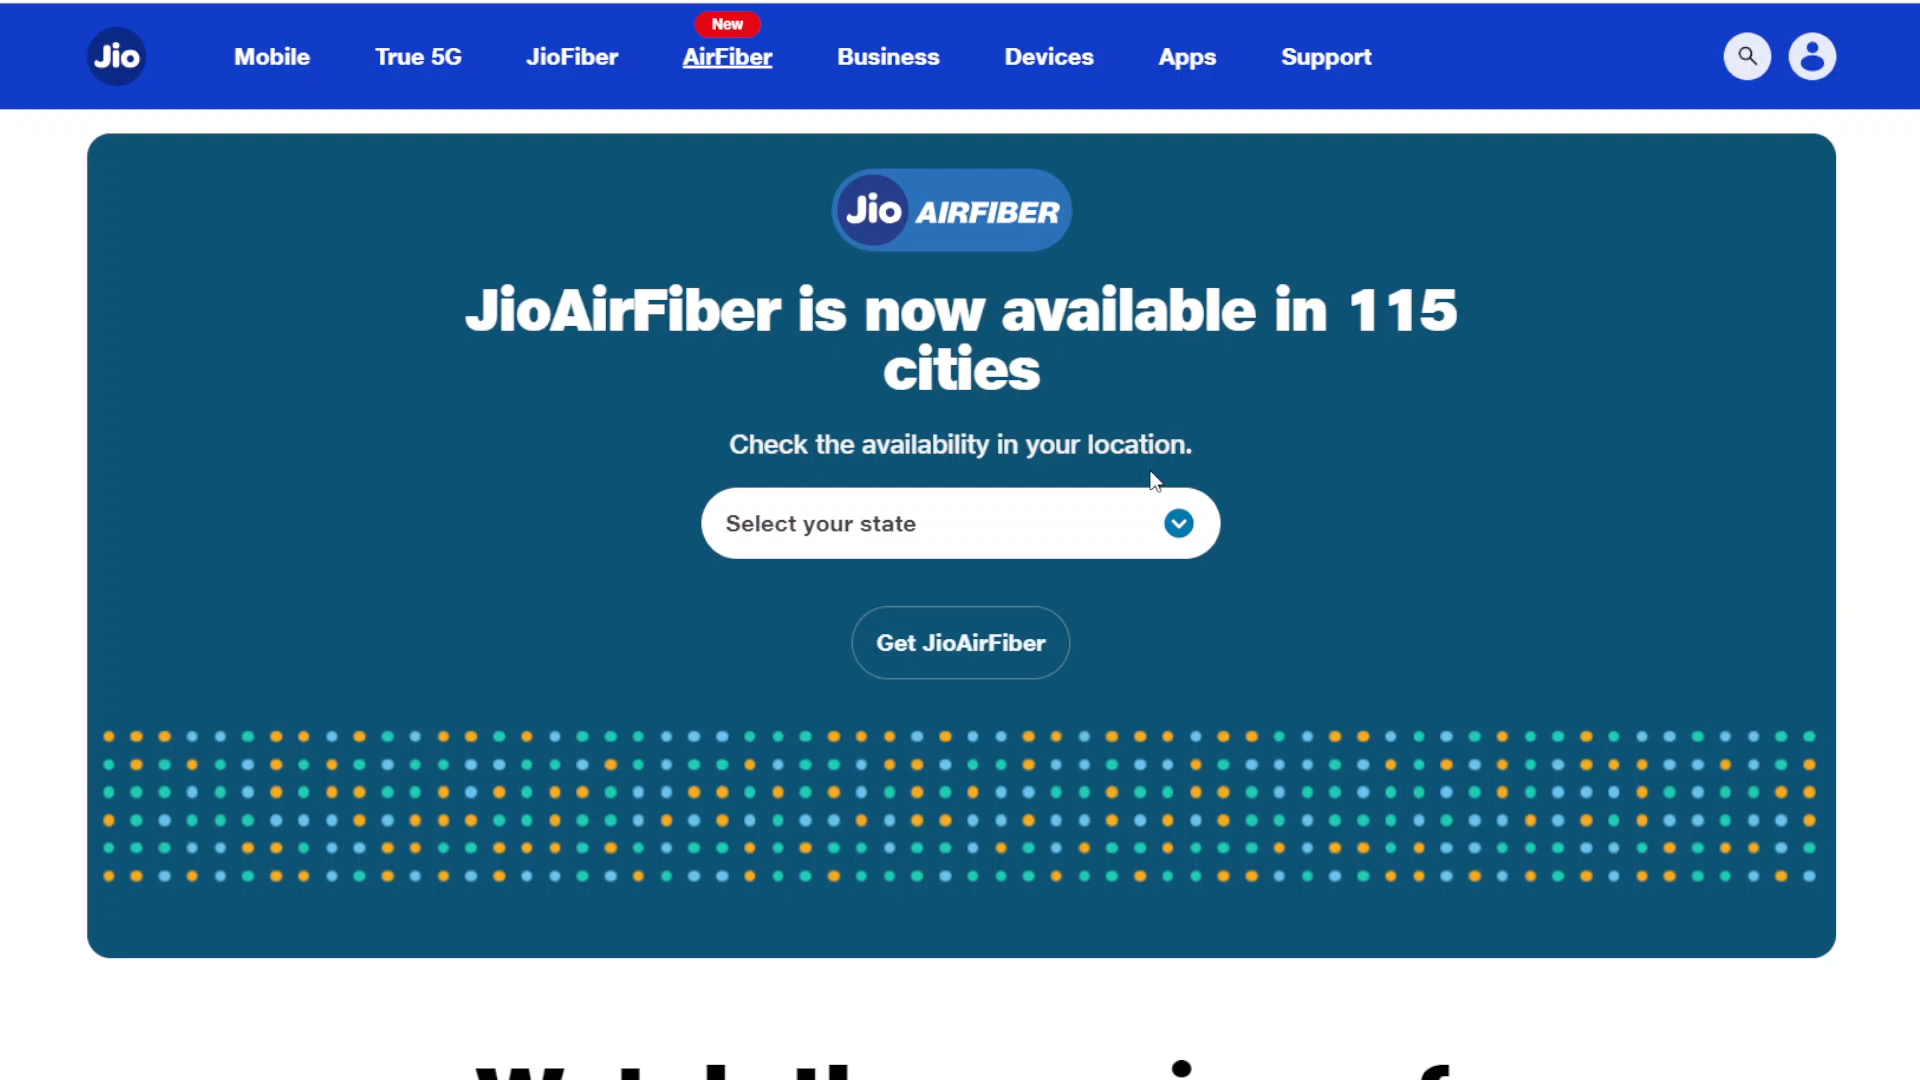 New
Jio Mobile True 5G JioFiber AirFiber Business Devices Apps Support
Jio AIRFIBER
JioAirFiber is now available in 115
cities
Check the availability in your location.
Select your state
Get JioAirFiber